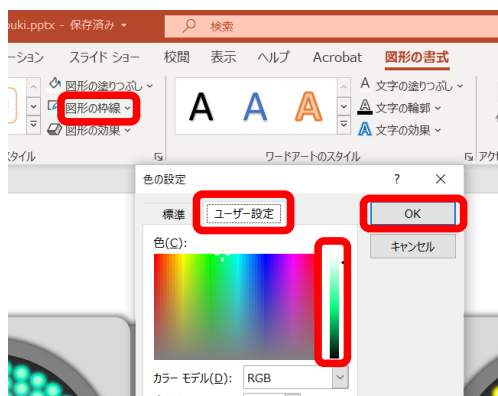 ouki.pptx - 保存済み
検索
ーション スライド ショー 校閲 表示 ヘルプ Acrobat 図形の書式
図形の塗りつぶし
図形の枠線
図形の効果
A A A
A 文字の塗りつぶし
A 文字の輪郭
A 文字の効果
スタイル ワードアートのスタイル アクセ
色の設定 ? ×
標準 ユーザー設定
OK
キャンセル
色(C):
カラー モデル(D): RGB